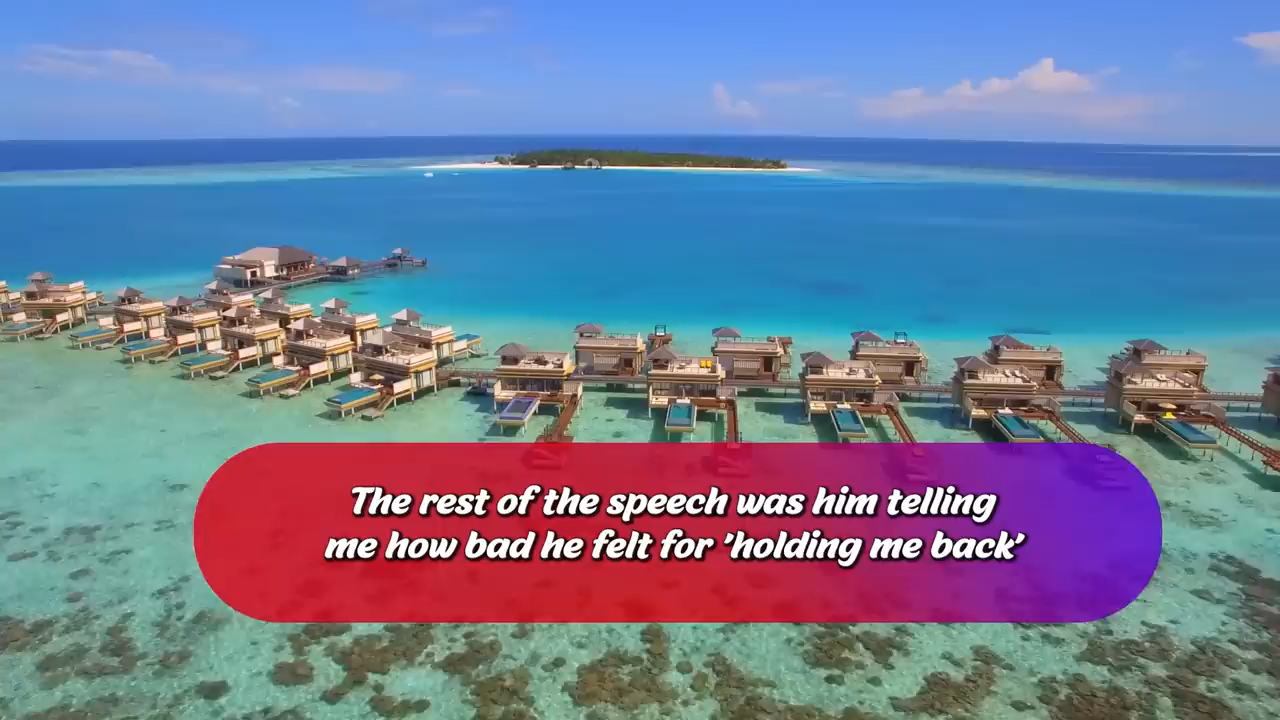 The rest of the speech was him telling
me how bad he felt for 'holding me back'